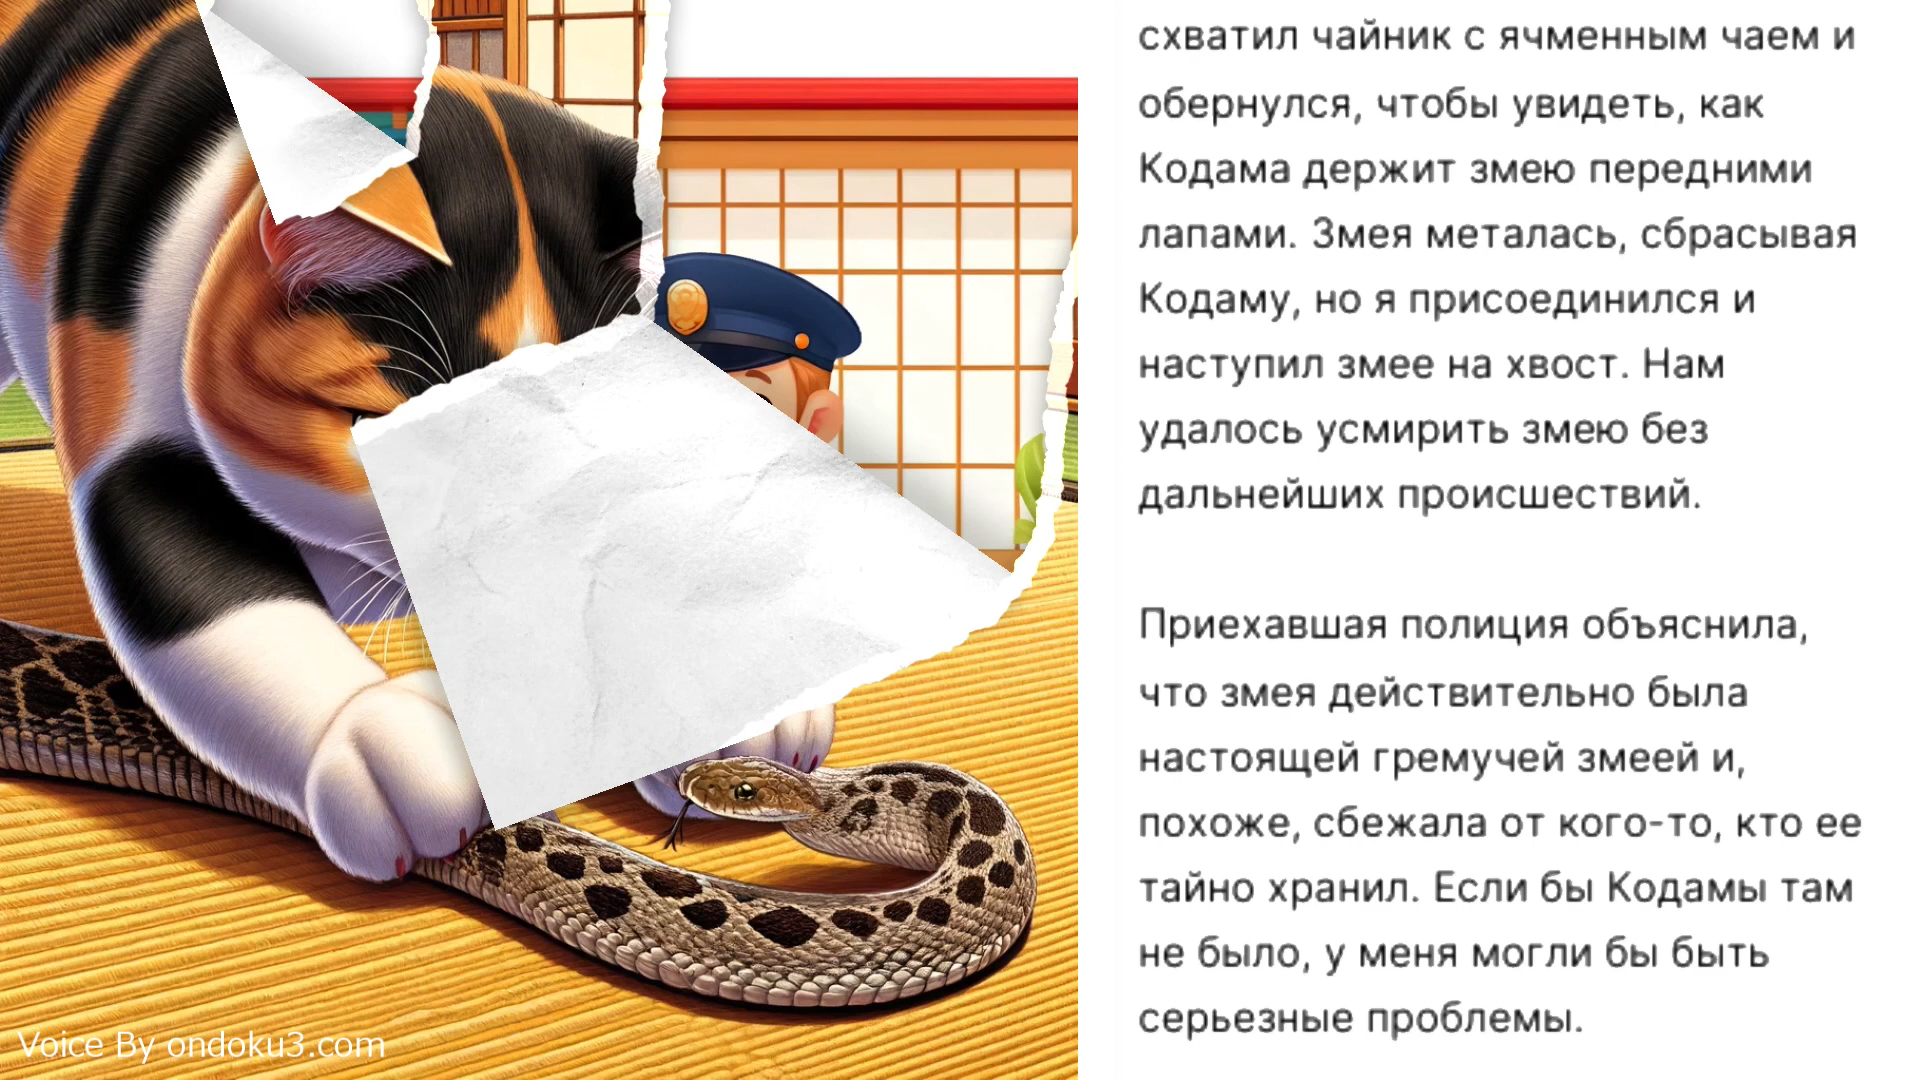 схватил чайник с ячменным чаем и
обернулся, чтобы увидеть, как
Кодама держит змею передними
лапами. Змея металась, сбрасывая
Кодаму, но я присоединился и
наступил змее на хвост. Нам
удалось усмирить змею без
дальнейших происшествий.
Приехавшая полиция объяснила,
что змея действительно была
настоящей гремучей змеей и,
похоже, сбежала от кого-то, кто ее
тайно хранил. Если бы Кодамы там
не было, у меня могли бы быть
серьезные проблемы.
Voice By ondoku3.com